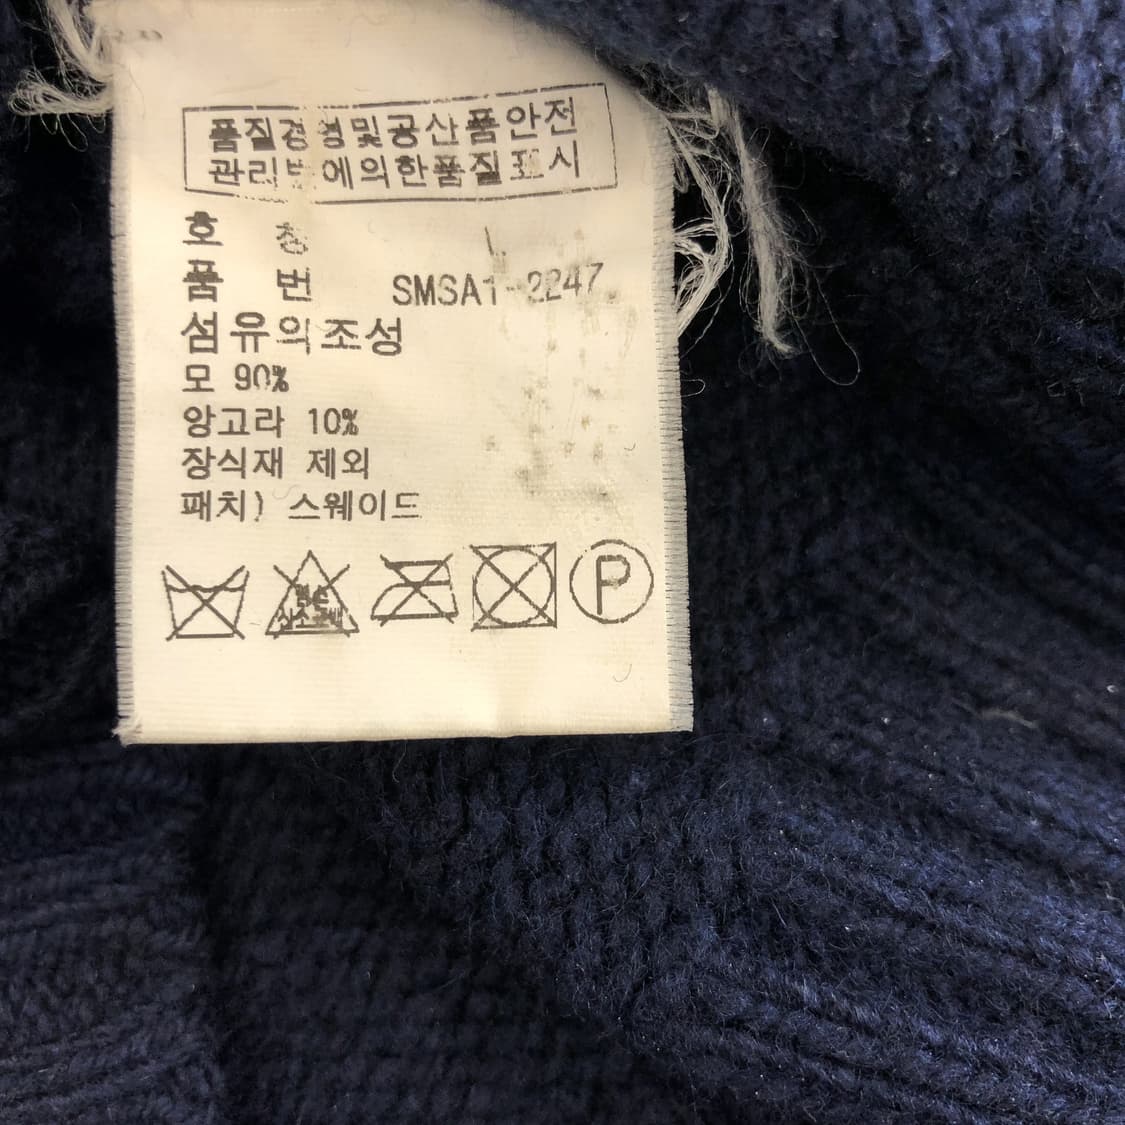 품질경영및공산품안전
관리법에의한품질표시
호 칭
품 번 SMSA1-2247
섬유의조성
모 90%
앙고라 10%
장식재 제외
패치) 스웨이드
P